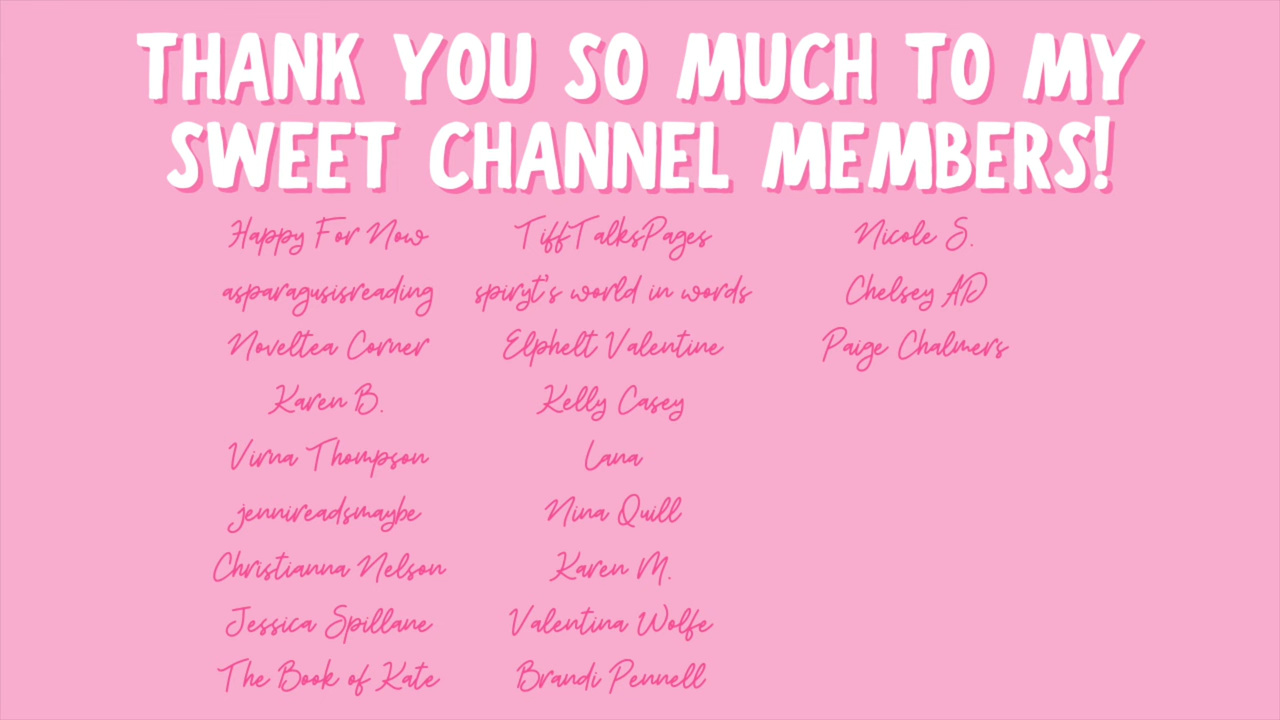 THANK YOU SO MUCH TO MY
SWEET CHANNEL MEMBERS!
Happy For Now
asparagusisreading
Noveltea Corner
Karen B.
Virna Thompson
jennireadsmaybe
Christianna Nelson
Jessica Spillane
The Book of Kate
TiffTalksPages
spiryt's world in words
Elphelt Valentine
Kelly Casey
Lana
Nina Quill
Karen M.
Valentina Wolfe
Brandi Pennell
Nicole S.
Chelsey AD
Paige Chalmers